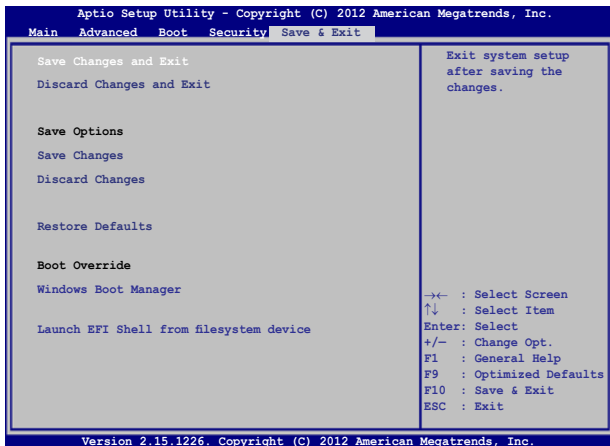 Aptio Setup Utility - Copyright (C) 2012 American Megatrends, Inc.
Main Advanced Boot Security Save & Exit
Save Changes and Exit
Discard Changes and Exit
Save Options
Save Changes
Discard Changes
Restore Defaults
Boot Override
Windows Boot Manager
Launch EFI Shell from filesystem device
Exit system setup
after saving the
changes.
→← : Select Screen
↑↓ : Select Item
Enter: Select
+/— : Change Opt.
F1 : General Help
F9 : Optimized Defaults
F10 : Save & Exit
ESC : Exit
Version 2.15.1226. Copyright (C) 2012 American Megatrends, Inc.